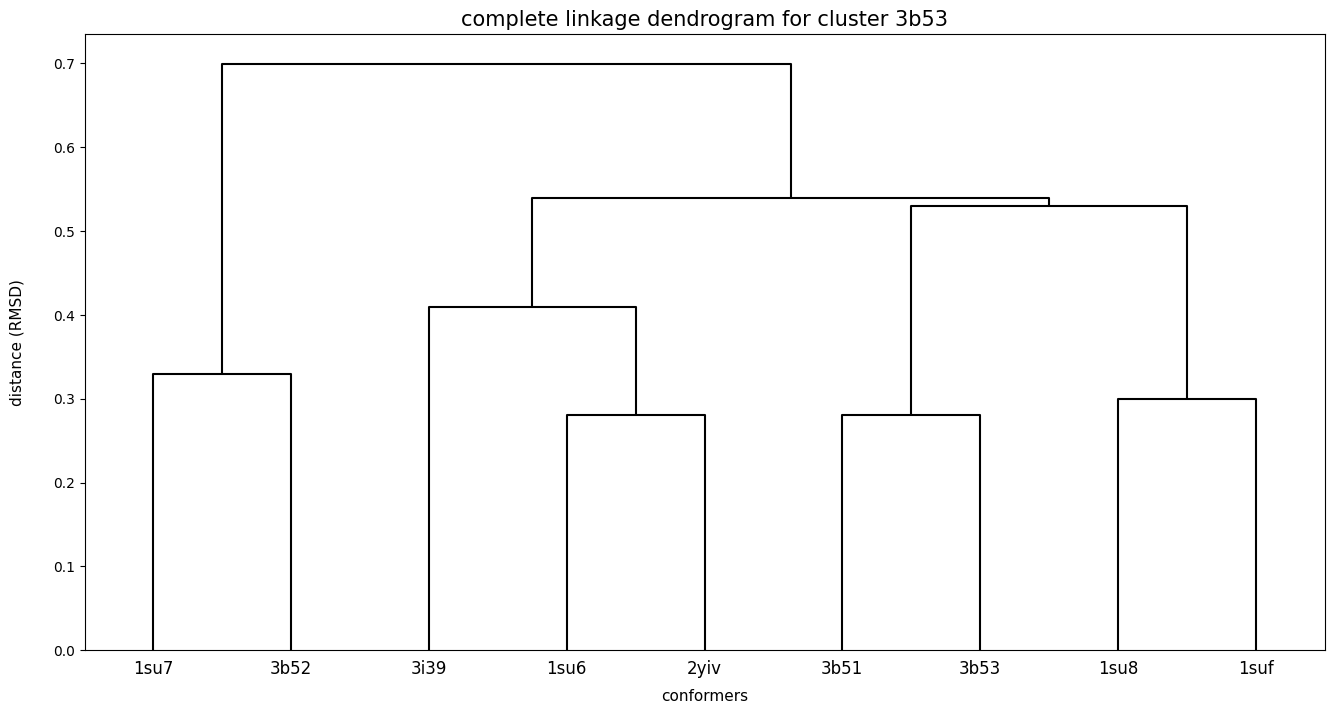 complete linkage dendrogram for cluster 3b53
0.7
0.6
0.5
0.4
0.3
0.2
0.1
0.0
distance (RMSD)
1su7 3b52 3i39 1su6 2yiv 3b51 3b53 1su8 1suf
conformers